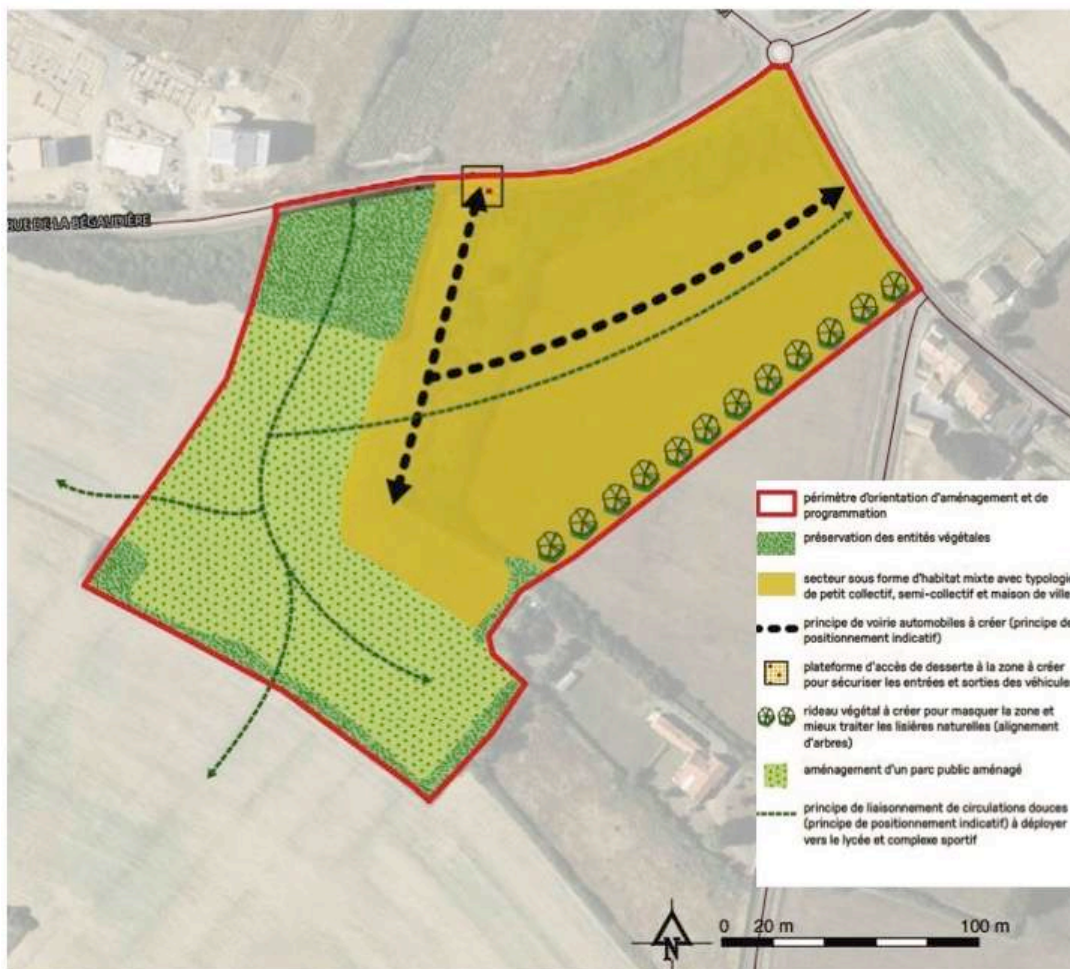 RUE DE LA BÉGAUDIÈRE
périmètre d'orientation d'aménagement et de
programmation
préservation des entités végétales
secteur sous forme d'habitat mixte avec typologie
de petit collectif, semi-collectif et maison de ville
principe de voirie automobiles à créer (principe de
positionnement indicatif)
plateforme d'accès de desserte à la zone à créer
pour sécuriser les entrées et sorties des véhicule
rideau végétal à créer pour masquer la zone et
mieux traiter les lisières naturelles (alignement
d'arbres)
aménagement d'un parc public aménagé
principe de liaisonnement de circulations douces
(principe de positionnement indicatif) à déployer
vers le lycée et complexe sportif
N
0 20 m 100 m